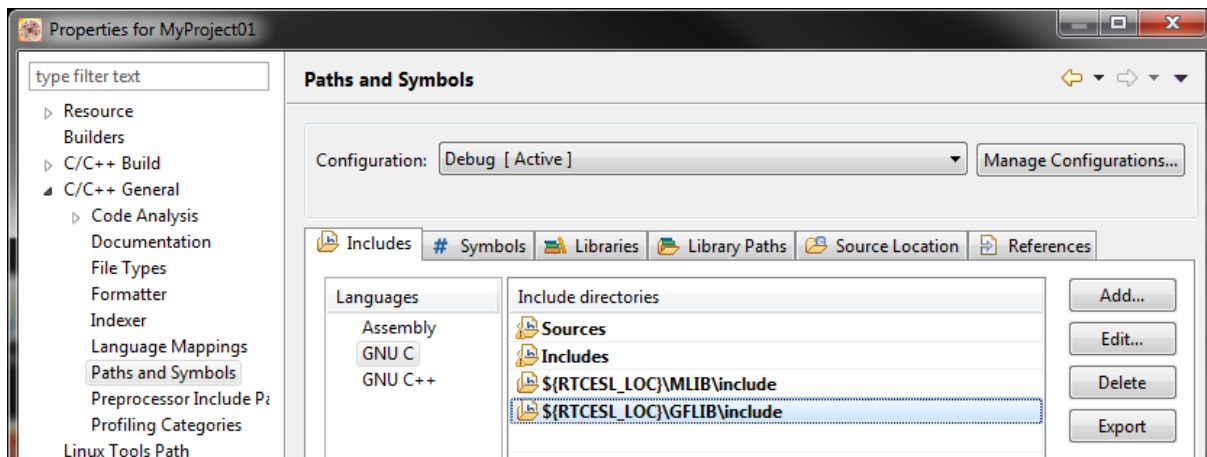 Properties for MyProject01
type filter text
Resource
Builders
C/C++ Build
C/C++ General
Code Analysis
Documentation
File Types
Formatter
Indexer
Language Mappings
Paths and Symbols
Preprocessor Include Pa
Profiling Categories
Linux Tools Path
Paths and Symbols
Configuration: Debug [ Active ] Manage Configurations...
Includes # Symbols Libraries Library Paths Source Location References
Languages
Assembly
GNU C
GNU C++
Include directories
Sources
Includes
${RTCESL_LOC}\MLIB\include
${RTCESL_LOC}\GFLIB\include
Add...
Edit...
Delete
Export